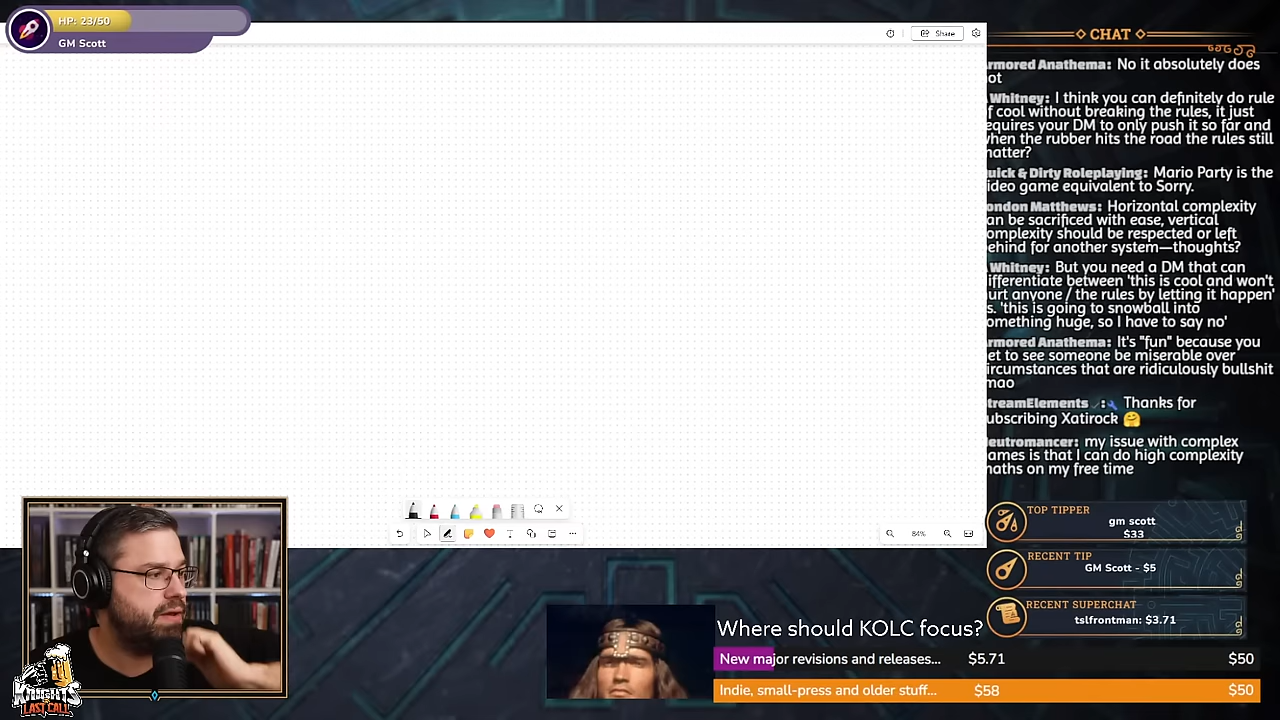 HP: 23/50
GM Scott
Share
CHAT
Armored Anathema: No it absolutely does
ot
Whitney: I think you can definitely do rule
f cool without breaking the rules, it just
equires your DM to only push it so far and
when the rubber hits the road the rules still
matter?
uick & Dirty Roleplaying: Mario Party is the
ideo game equivalent to Sorry.
ondon Matthews: Horizontal complexity
an be sacrificed with ease, vertical
omplexity should be respected or left
ehind for another system—thoughts?
Whitney: But you need a DM that can
ifferentiate between 'this is cool and won't
urt anyone / the rules by letting it happen'
s. 'this is going to snowball into
omething huge, so I have to say no'
rmored Anathema: It's "fun" because you
et to see someone be miserable over
ircumstances that are ridiculously bullshit
mao
treamElements : Thanks for
ubscribing Xatirock
eutromancer: my issue with complex
ames is that I can do high complexity
maths on my free time
84%
TOP TIPPER
gm scott
$33
RECENT TIP
GM Scott - $5
RECENT SUPERCHAT
tslfrontman: $3.71
Where should KOLC focus?
New major revisions and releases... $5.71 $50
Indie, small-press and older stuff... $58 $50
KNIGHTS
LAST CALL